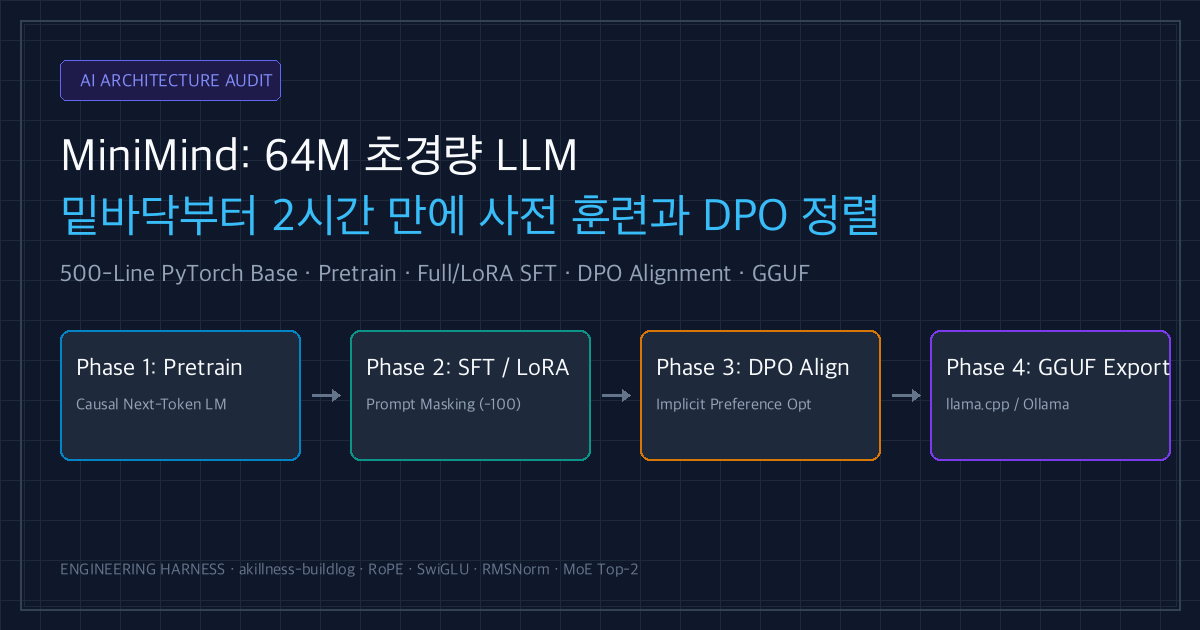 AI ARCHITECTURE AUDIT
MiniMind: 64M 초경량 LLM
밑바닥부터 2시간 만에 사전 훈련과 DPO 정렬
500-Line PyTorch Base · Pretrain · Full/LoRA SFT · DPO Alignment · GGUF
Phase 1: Pretrain
Causal Next-Token LM
Phase 2: SFT / LoRA
Prompt Masking (-100)
Phase 3: DPO Align
Implicit Preference Opt
Phase 4: GGUF Export
llama.cpp / Ollama
ENGINEERING HARNESS · akillness-buildlog · RoPE · SwiGLU · RMSNorm · MoE Top-2